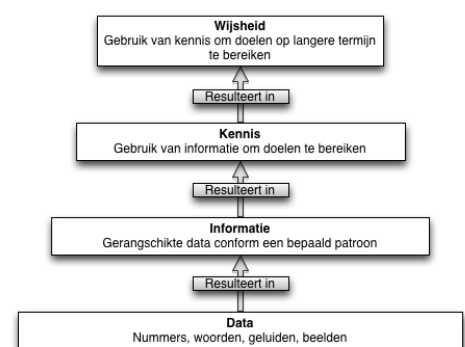 Wijsheid
Gebruik van kennis om doelen op langere termijn
te bereiken
Resulteert in
Kennis
Gebruik van informatie om doelen te bereiken
Resulteert in
Informatie
Gerangschikte data conform een bepaald patroon
Resulteert in
Data
Nummers, woorden, geluiden, beelden